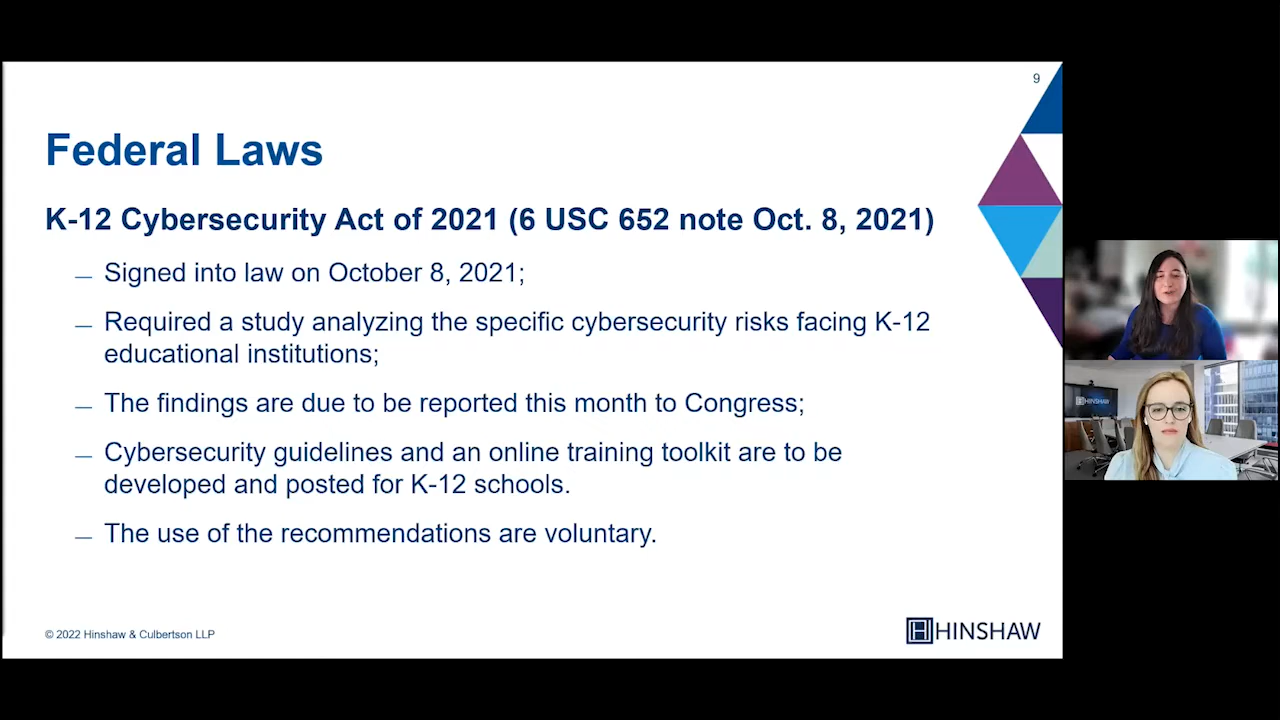 9
Federal Laws
K-12 Cybersecurity Act of 2021 (6 USC 652 note Oct. 8, 2021)
— Signed into law on October 8, 2021;
— Required a study analyzing the specific cybersecurity risks facing K-12
educational institutions;
— The findings are due to be reported this month to Congress;
— Cybersecurity guidelines and an online training toolkit are to be
developed and posted for K-12 schools.
— The use of the recommendations are voluntary.
© 2022 Hinshaw & Culbertson LLP
H HINSHAW
HINSHAW